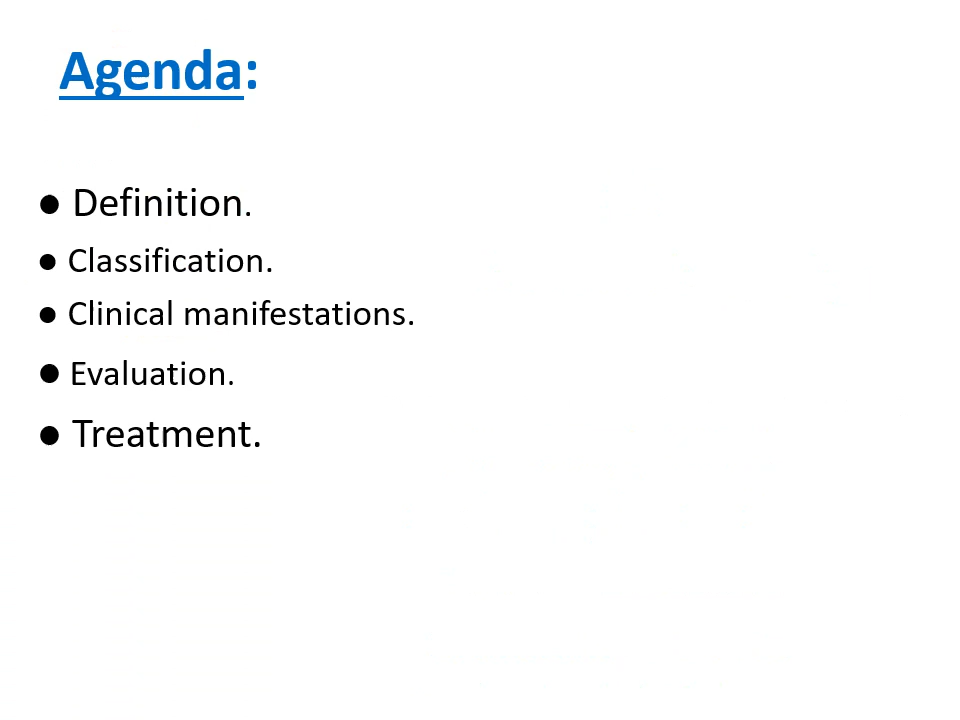 Agenda:
● Definition.
● Classification.
● Clinical manifestations.
● Evaluation.
● Treatment.